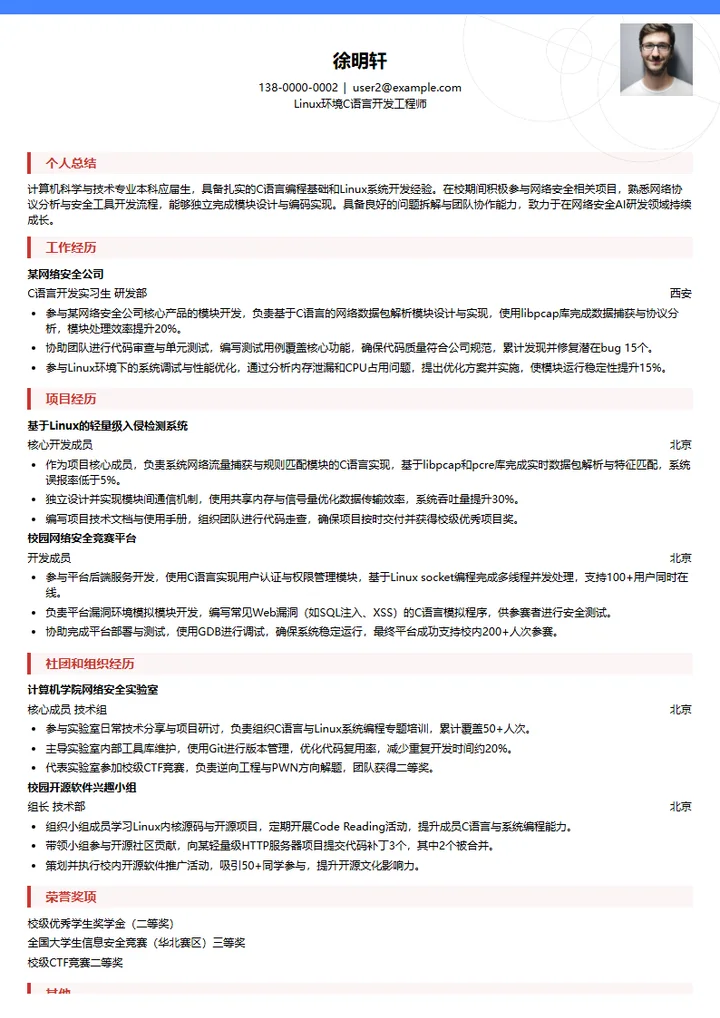 徐明轩
138-0000-0002 | user2@example.com
Linux环境C语言开发工程师
个人总结
计算机科学与技术专业本科应届生，具备扎实的C语言编程基础和Linux系统开发经验。在校期间积极参与网络安全相关项目，熟悉网络协
议分析与安全工具开发流程，能够独立完成模块设计与编码实现。具备良好的问题拆解与团队协作能力，致力于在网络安全AI研发领域持续
成长。
工作经历
某网络安全公司
C语言开发实习生 研发部 西安
• 参与某网络安全公司核心产品的模块开发，负责基于C语言的网络数据包解析模块设计与实现，使用libpcap库完成数据捕获与协议分
析，模块处理效率提升20%。
• 协助团队进行代码审查与单元测试，编写测试用例覆盖核心功能，确保代码质量符合公司规范，累计发现并修复潜在bug 15个。
• 参与Linux环境下的系统调试与性能优化，通过分析内存泄漏和CPU占用问题，提出优化方案并实施，使模块运行稳定性提升15%。
项目经历
基于Linux的轻量级入侵检测系统
核心开发成员 北京
• 作为项目核心成员，负责系统网络流量捕获与规则匹配模块的C语言实现，基于libpcap和pcre库完成实时数据包解析与特征匹配，系统
误报率低于5%。
• 独立设计并实现模块间通信机制，使用共享内存与信号量优化数据传输效率，系统吞吐量提升30%。
• 编写项目技术文档与使用手册，组织团队进行代码走查，确保项目按时交付并获得校级优秀项目奖。
校园网络安全竞赛平台
开发成员 北京
• 参与平台后端服务开发，使用C语言实现用户认证与权限管理模块，基于Linux socket编程完成多线程并发处理，支持100+用户同时在
线。
• 负责平台漏洞环境模拟模块开发，编写常见Web漏洞（如SQL注入、XSS）的C语言模拟程序，供参赛者进行安全测试。
• 协助完成平台部署与测试，使用GDB进行调试，确保系统稳定运行，最终平台成功支持校内200+人次参赛。
社团和组织经历
计算机学院网络安全实验室
核心成员 技术组 北京
• 参与实验室日常技术分享与项目研讨，负责组织C语言与Linux系统编程专题培训，累计覆盖50+人次。
• 主导实验室内部工具库维护，使用Git进行版本管理，优化代码复用率，减少重复开发时间约20%。
• 代表实验室参加校级CTF竞赛，负责逆向工程与PWN方向解题，团队获得二等奖。
校园开源软件兴趣小组
组长 技术部 北京
• 组织小组成员学习Linux内核源码与开源项目，定期开展Code Reading活动，提升成员C语言与系统编程能力。
• 带领小组参与开源社区贡献，向某轻量级HTTP服务器项目提交代码补丁3个，其中2个被合并。
• 策划并执行校内开源软件推广活动，吸引50+同学参与，提升开源文化影响力。
荣誉奖项
校级优秀学生奖学金（二等奖）
全国大学生信息安全竞赛（华北赛区）三等奖
校级CTF竞赛二等奖
其他